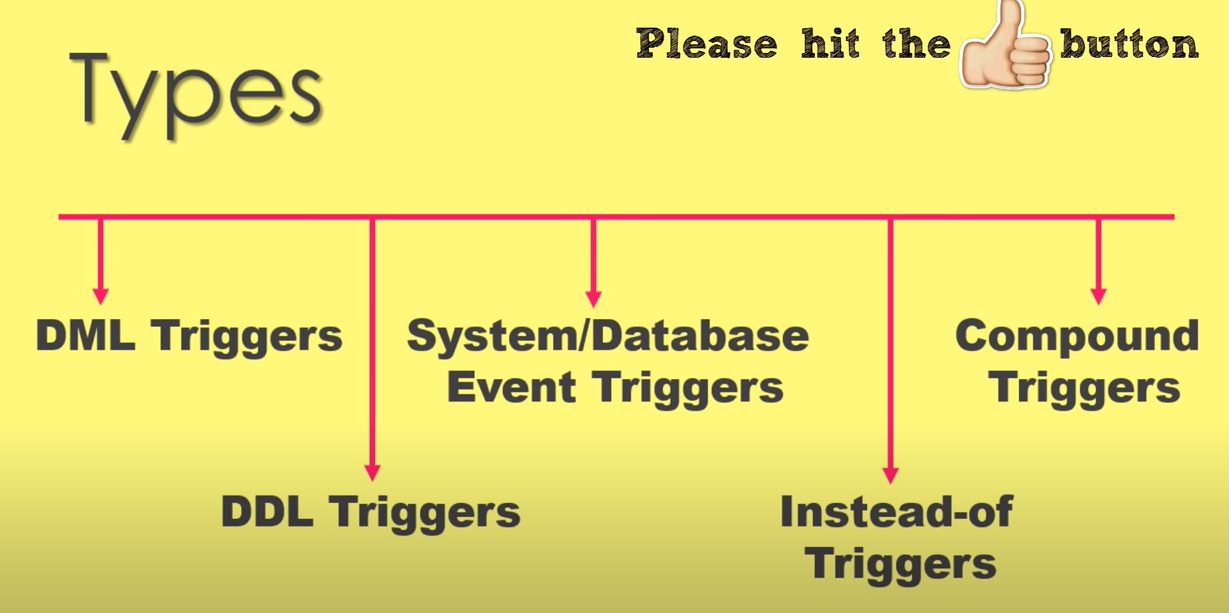 Please hit the button
Types
DML Triggers
System/Database
Event Triggers
Compound
Triggers
DDL Triggers
Instead-of
Triggers